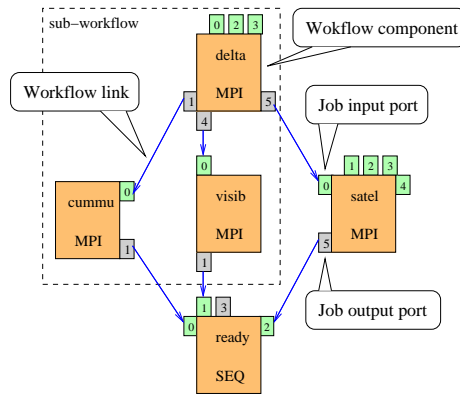 sub-workflow
0 2 3
Wokflow component
delta
MPI
1
5
4
Workflow link
Job input port
1 2 3
0
0
0
4
cummu
MPI
1
visib
MPI
1
satel
MPI
5
Job output port
1 3
0
2
ready
SEQ